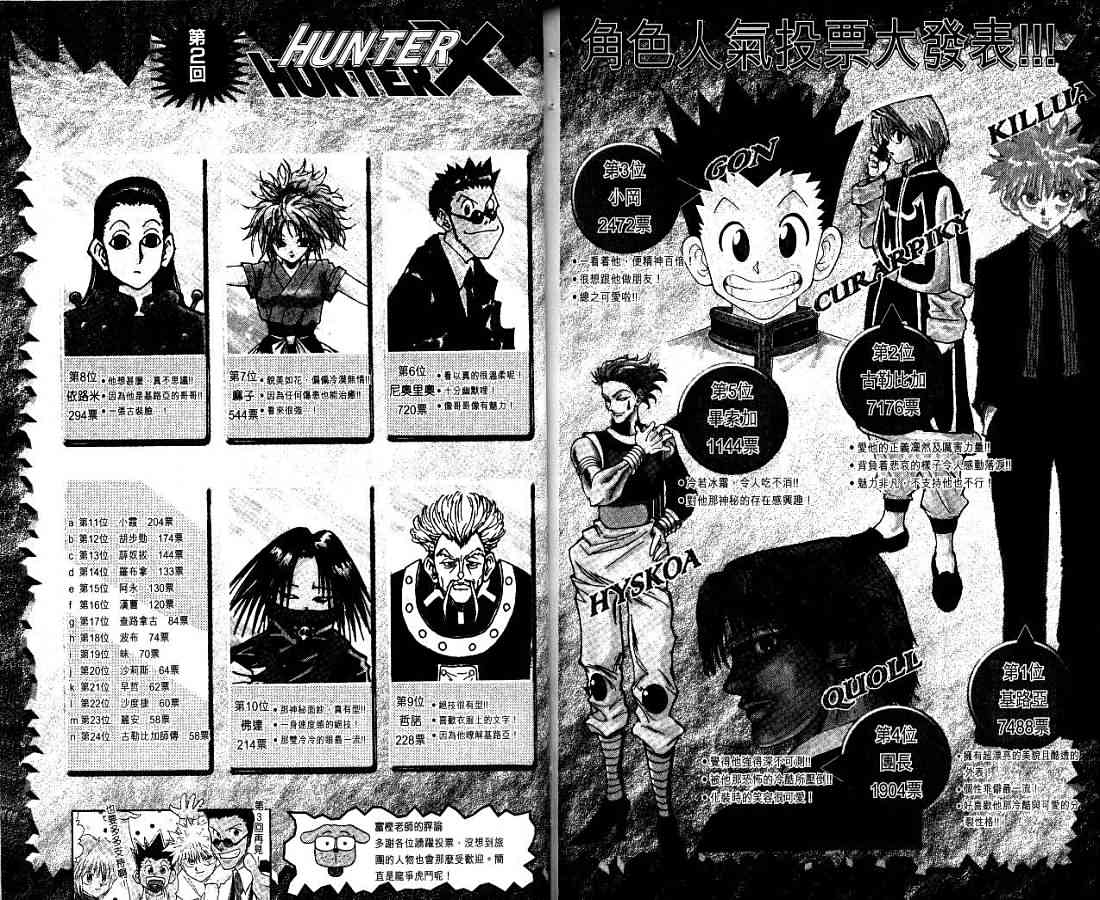 第2回
HUNTER
HUNTER X
角色人氣投票大發表!!!
KILLUA
GON
第3位
小岡
2472票
•一看着他、便精神百倍
•很想跟他做朋友！
•總之可愛啦!!
CURARPIKY
第2位
古勒比加
7176票
•愛他的正義凜然及厲害力量!!
•背負着悲哀的樣子令人感動落淚!!
•魅力非凡、不支持他也不行！
第5位
畢索加
1144票
•冷若冰霜、令人吃不消!!
•對他那神秘的存在感興趣！
HYSKOA
QUOLL
第1位
基路亞
7488票
•擁有超漂亮的美貌且酷透的
外表！
•個性乖僻最一流！
•好喜歡他那冷酷與可愛的分
裂性格!!
第4位
團長
1904票
•覺得他強得深不可測!!
•被他那恐怖的冷酷所壓倒!!
•化裝時的笑容很可愛！
第8位
依路米
294票
•他想甚麼、真不思議!!
•因為他是基路亞的哥哥!!
•一張古裝臉…！
第7位
麻子
544票
•貌美如花、偏偏冷漠無情!!
•因為任何傷患也能治癒!!
•看來很強…！
第6位
尼奧里奧
720票
•看以真的很溫柔呢！
•十分幽默哩！
•像哥哥像有魅力！
a 第11位 小霞 204票
b 第12位 胡步勁 174票
c 第13位 薛奴拔 144票
d 第14位 羅布拿 133票
e 第15位 阿永 130票
f 第16位 漢曹 120票
g 第17位 查路拿古 84票
h 第18位 波布 74票
i 第19位 昧 70票
j 第20位 沙莉斯 64票
k 第21位 早哲 62票
l 第22位 沙度捷 60票
m 第23位 麗安 58票
n 第24位 古勒比加師傅 58票
第10位
佛達
214票
•那神秘面紗、真有型!!
•一身速度感的絕技！
•那雙冷冷的眼最一流!!
第9位
哲諾
228票
•絕技很有型!!
•喜歡衣服上的文字！
•因為他瞭解基路亞！
第3回再見
也要多多支持啊
富樫老師的評論
多謝各位踴躍投票，沒想到旅
團的人物也會那麼受歡迎。簡
直是龍爭虎鬥呢！